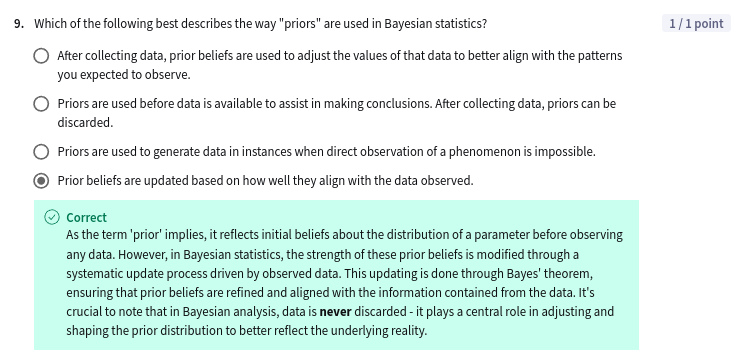 9. Which of the following best describes the way "priors" are used in Bayesian statistics?
1 / 1 point
After collecting data, prior beliefs are used to adjust the values of that data to better align with the patterns
you expected to observe.
Priors are used before data is available to assist in making conclusions. After collecting data, priors can be
discarded.
Priors are used to generate data in instances when direct observation of a phenomenon is impossible.
Prior beliefs are updated based on how well they align with the data observed.
Correct
As the term 'prior' implies, it reflects initial beliefs about the distribution of a parameter before observing
any data. However, in Bayesian statistics, the strength of these prior beliefs is modified through a
systematic update process driven by observed data. This updating is done through Bayes' theorem,
ensuring that prior beliefs are refined and aligned with the information contained from the data. It's
crucial to note that in Bayesian analysis, data is never discarded - it plays a central role in adjusting and
shaping the prior distribution to better reflect the underlying reality.